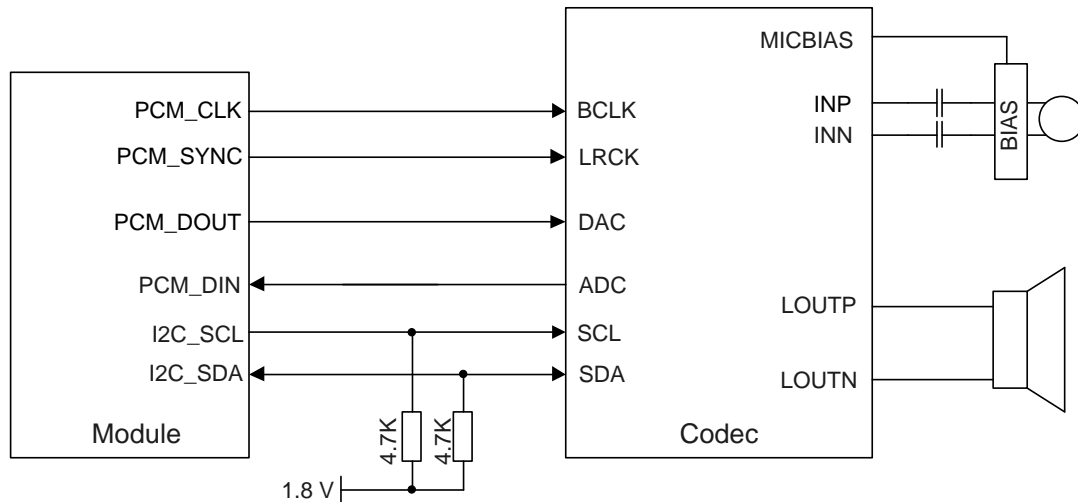 MICBIAS
PCM_CLK
BCLK
INP
INN
BIAS
PCM_SYNC
LRCK
PCM_DOUT
DAC
PCM_DIN
ADC
LOUTP
I2C_SCL
SCL
I2C_SDA
SDA
LOUTN
Module
4.7K
4.7K
Codec
1.8 V